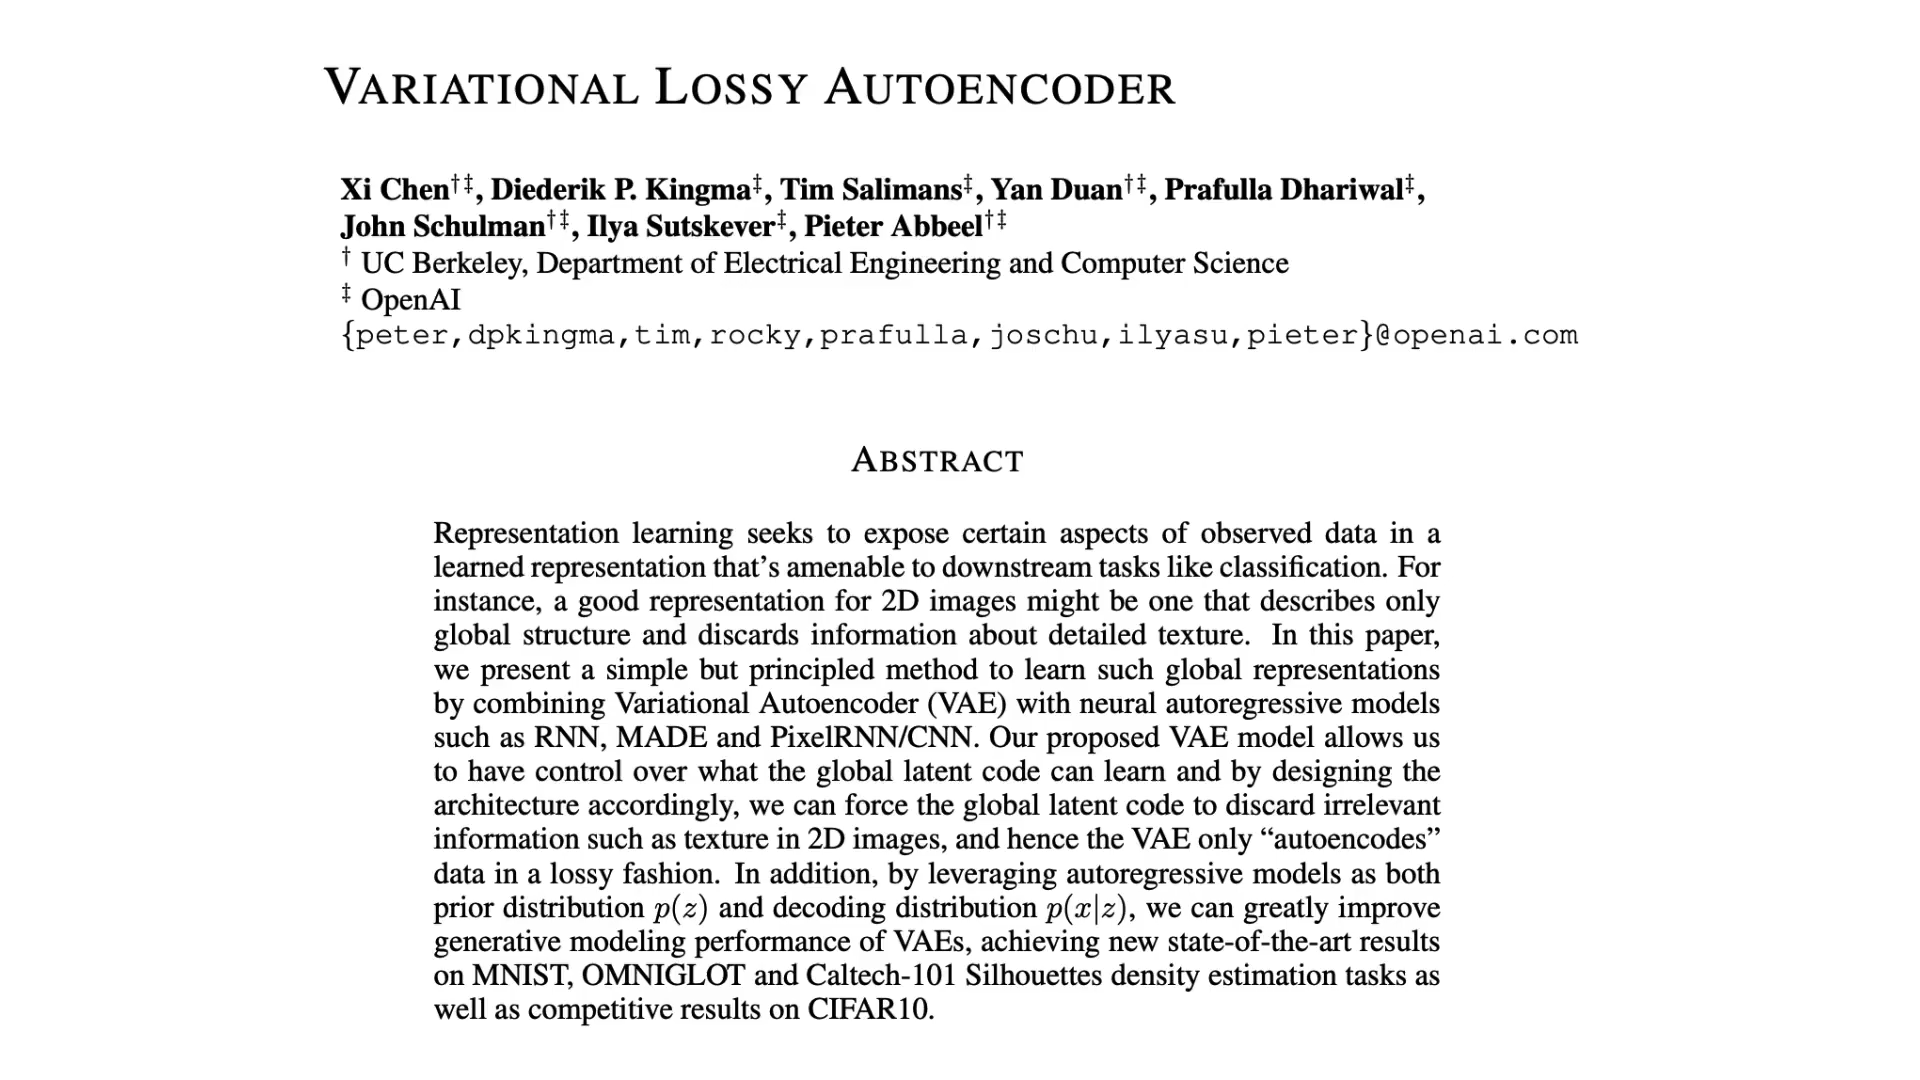 VARIATIONAL LOSSY AUTOENCODER
Xi Chen†‡, Diederik P. Kingma‡, Tim Salimans‡, Yan Duan†‡, Prafulla Dhariwal‡,
John Schulman†‡, Ilya Sutskever‡, Pieter Abbeel†‡
† UC Berkeley, Department of Electrical Engineering and Computer Science
‡ OpenAI
{peter,dpkingma,tim,rocky,prafulla,joschu,ilyasu,pieter}@openai.com
ABSTRACT
Representation learning seeks to expose certain aspects of observed data in a
learned representation that’s amenable to downstream tasks like classification. For
instance, a good representation for 2D images might be one that describes only
global structure and discards information about detailed texture. In this paper,
we present a simple but principled method to learn such global representations
by combining Variational Autoencoder (VAE) with neural autoregressive models
such as RNN, MADE and PixelRNN/CNN. Our proposed VAE model allows us
to have control over what the global latent code can learn and by designing the
architecture accordingly, we can force the global latent code to discard irrelevant
information such as texture in 2D images, and hence the VAE only “autoencodes”
data in a lossy fashion. In addition, by leveraging autoregressive models as both
prior distribution p(z) and decoding distribution p(x|z), we can greatly improve
generative modeling performance of VAEs, achieving new state-of-the-art results
on MNIST, OMNIGLOT and Caltech-101 Silhouettes density estimation tasks as
well as competitive results on CIFAR10.